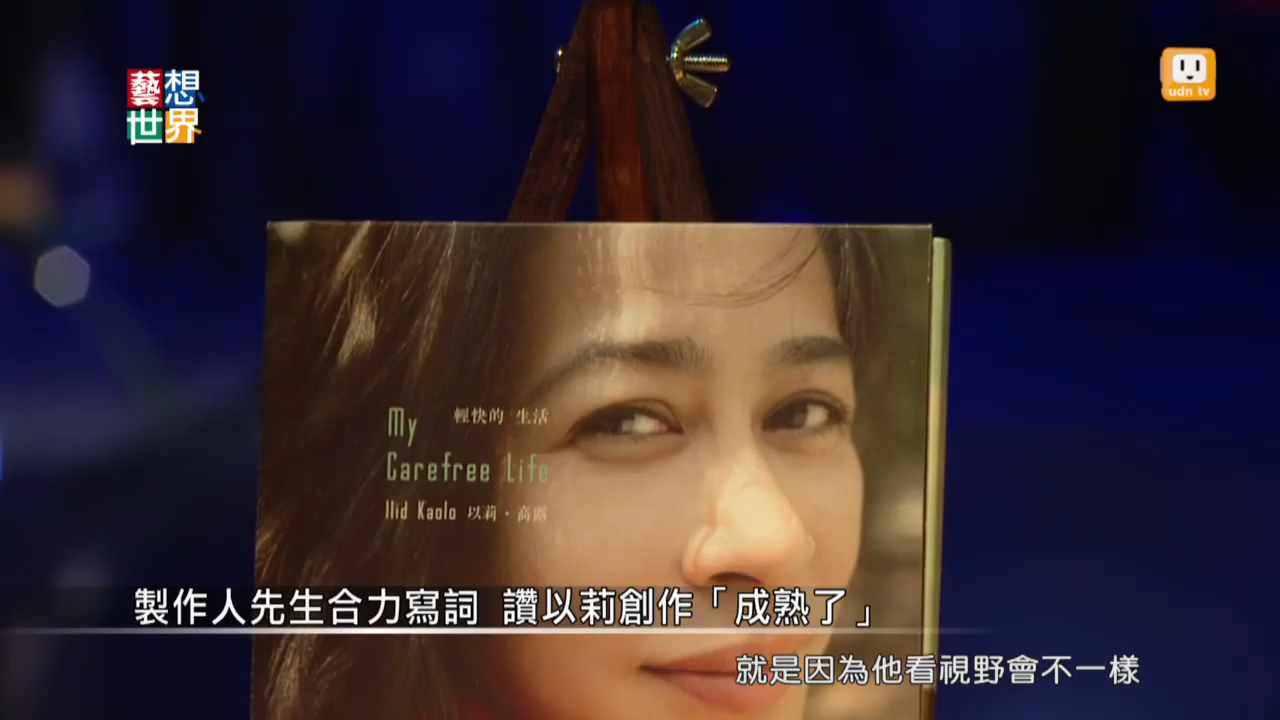 藝想
世界
udn tv
My
輕快的 生活
Carefree Life
Ilid Kaolo 以莉·高露
製作人先生合力寫詞 讚以莉創作「成熟了」
就是因為他看視野會不一樣